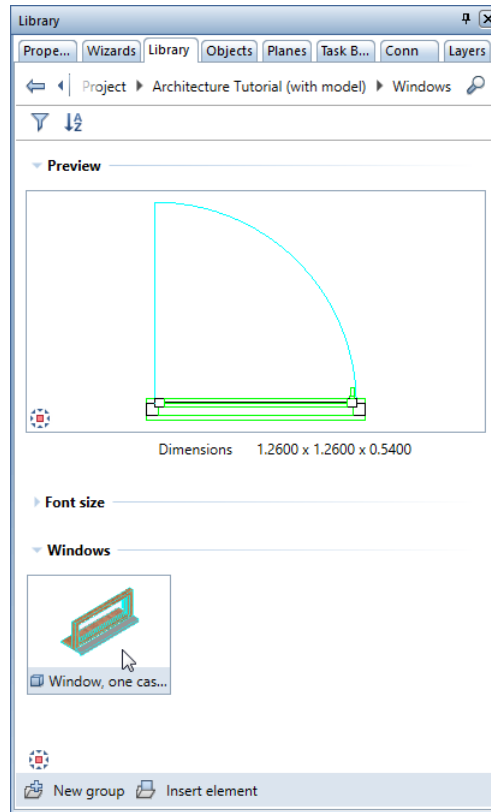 Library
Prope... Wizards Library Objects Planes Task B... Conn Layers
Project Architecture Tutorial (with model) Windows
Preview
Dimensions 1.2600 x 1.2600 x 0.5400
Font size
Windows
Window, one cas...
New group Insert element